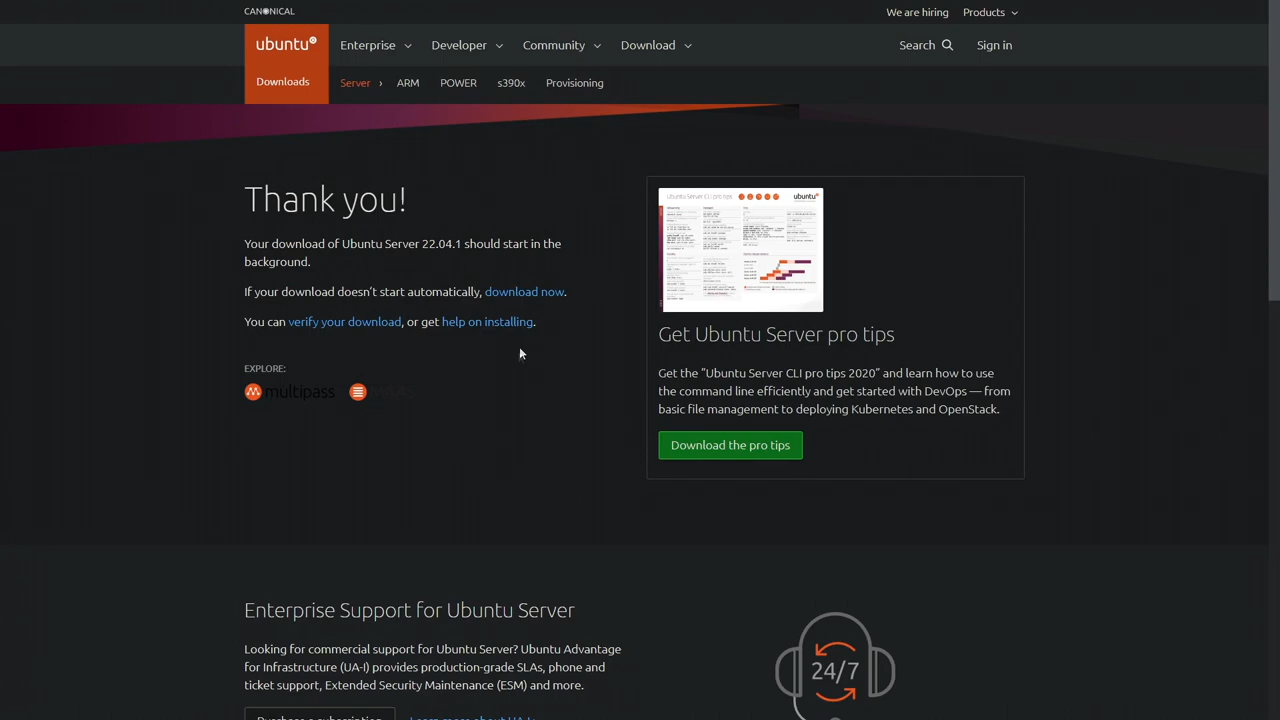 CANONICAL
We are hiring
Products
ubuntu
Enterprise
Developer
Community
Download
Search
Sign in
Downloads
Server ›
ARM
POWER
s390x
Provisioning
Thank you!
Your download of Ubuntu Server 22.04.1 should start in the
background.
If your download doesn't start automatically, download now.
You can verify your download, or get help on installing.
EXPLORE:
multipass
Ubuntu Server CLI pro tips
ubuntu
Get Ubuntu Server pro tips
Get the "Ubuntu Server CLI pro tips 2020" and learn how to use
the command line efficiently and get started with DevOps — from
basic file management to deploying Kubernetes and OpenStack.
Download the pro tips
Enterprise Support for Ubuntu Server
Looking for commercial support for Ubuntu Server? Ubuntu Advantage
for Infrastructure (UA-I) provides production-grade SLAs, phone and
ticket support, Extended Security Maintenance (ESM) and more.
24/7